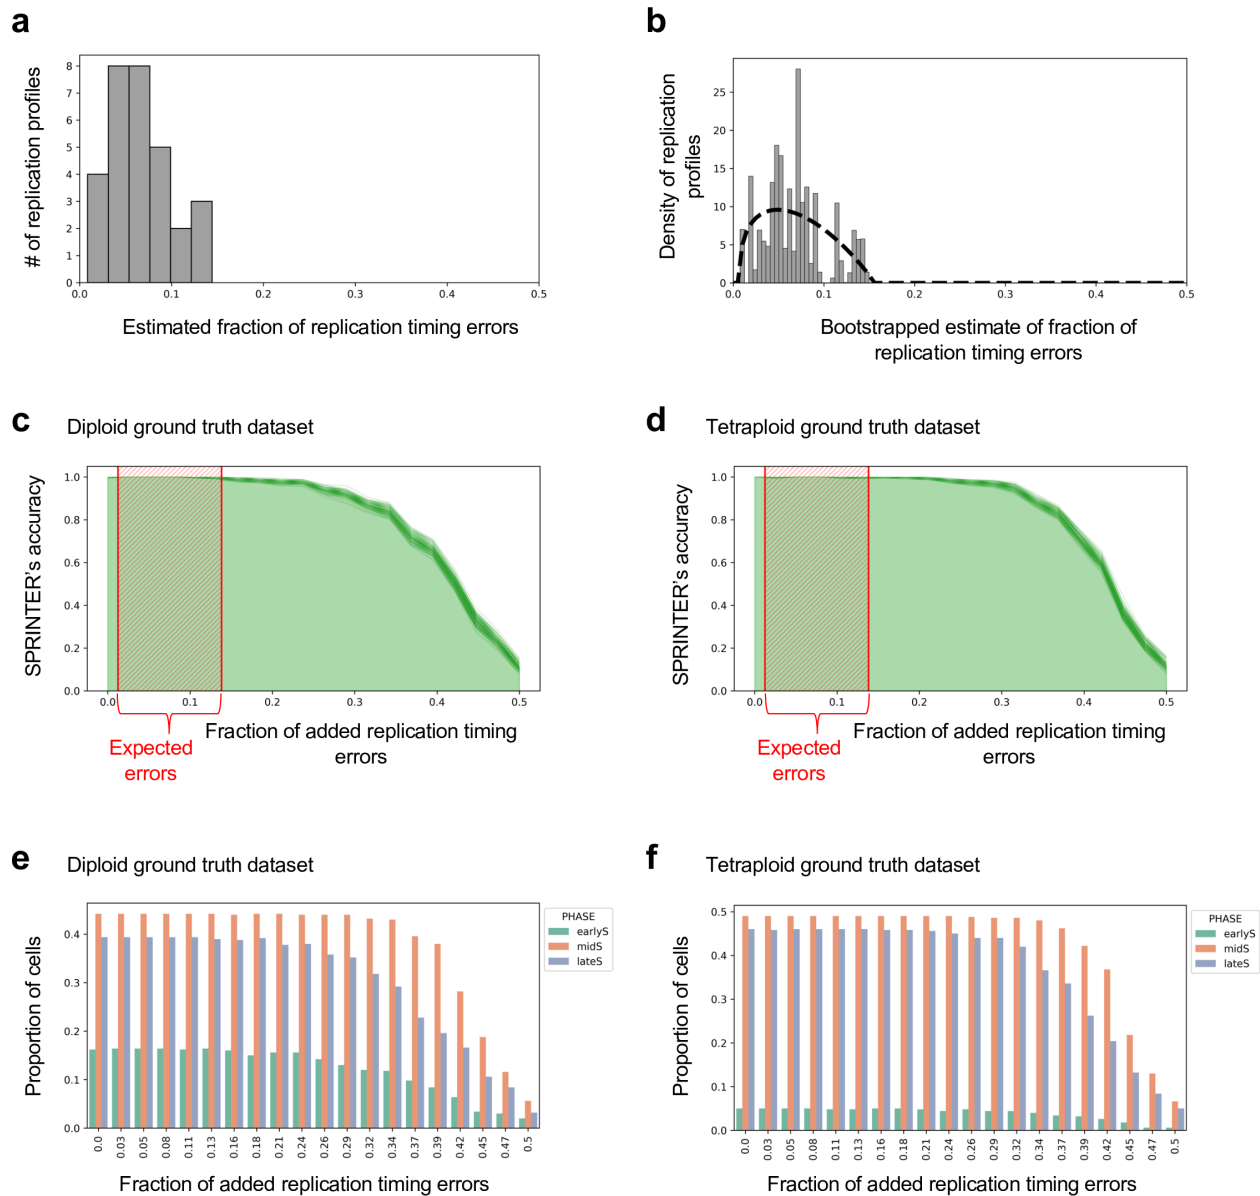 a
# of replication profiles
8
7
6
5
4
3
2
1
0
0.0 0.1 0.2 0.3 0.4 0.5
Estimated fraction of replication timing errors
b
Density of replication
profiles
25
20
15
10
5
0
0.0 0.1 0.2 0.3 0.4 0.5
Bootstrapped estimate of fraction of
replication timing errors
c
Diploid ground truth dataset
SPRINTER's accuracy
1.0
0.8
0.6
0.4
0.2
0.0
0.0 0.1 0.2 0.3 0.4 0.5
Fraction of added replication timing
errors
Expected
errors
d
Tetraploid ground truth dataset
SPRINTER's accuracy
1.0
0.8
0.6
0.4
0.2
0.0
0.0 0.1 0.2 0.3 0.4 0.5
Fraction of added replication timing
errors
Expected
errors
e
Diploid ground truth dataset
Proportion of cells
0.4
0.3
0.2
0.1
0.0
PHASE
earlyS
midS
lateS
0.0 0.03 0.05 0.08 0.11 0.13 0.16 0.18 0.21 0.24 0.26 0.29 0.32 0.34 0.37 0.39 0.42 0.45 0.47 0.5
Fraction of added replication timing errors
f
Tetraploid ground truth dataset
Proportion of cells
0.5
0.4
0.3
0.2
0.1
0.0
PHASE
earlyS
midS
lateS
0.0 0.03 0.05 0.08 0.11 0.13 0.16 0.18 0.21 0.24 0.26 0.29 0.32 0.34 0.37 0.39 0.42 0.45 0.47 0.5
Fraction of added replication timing errors